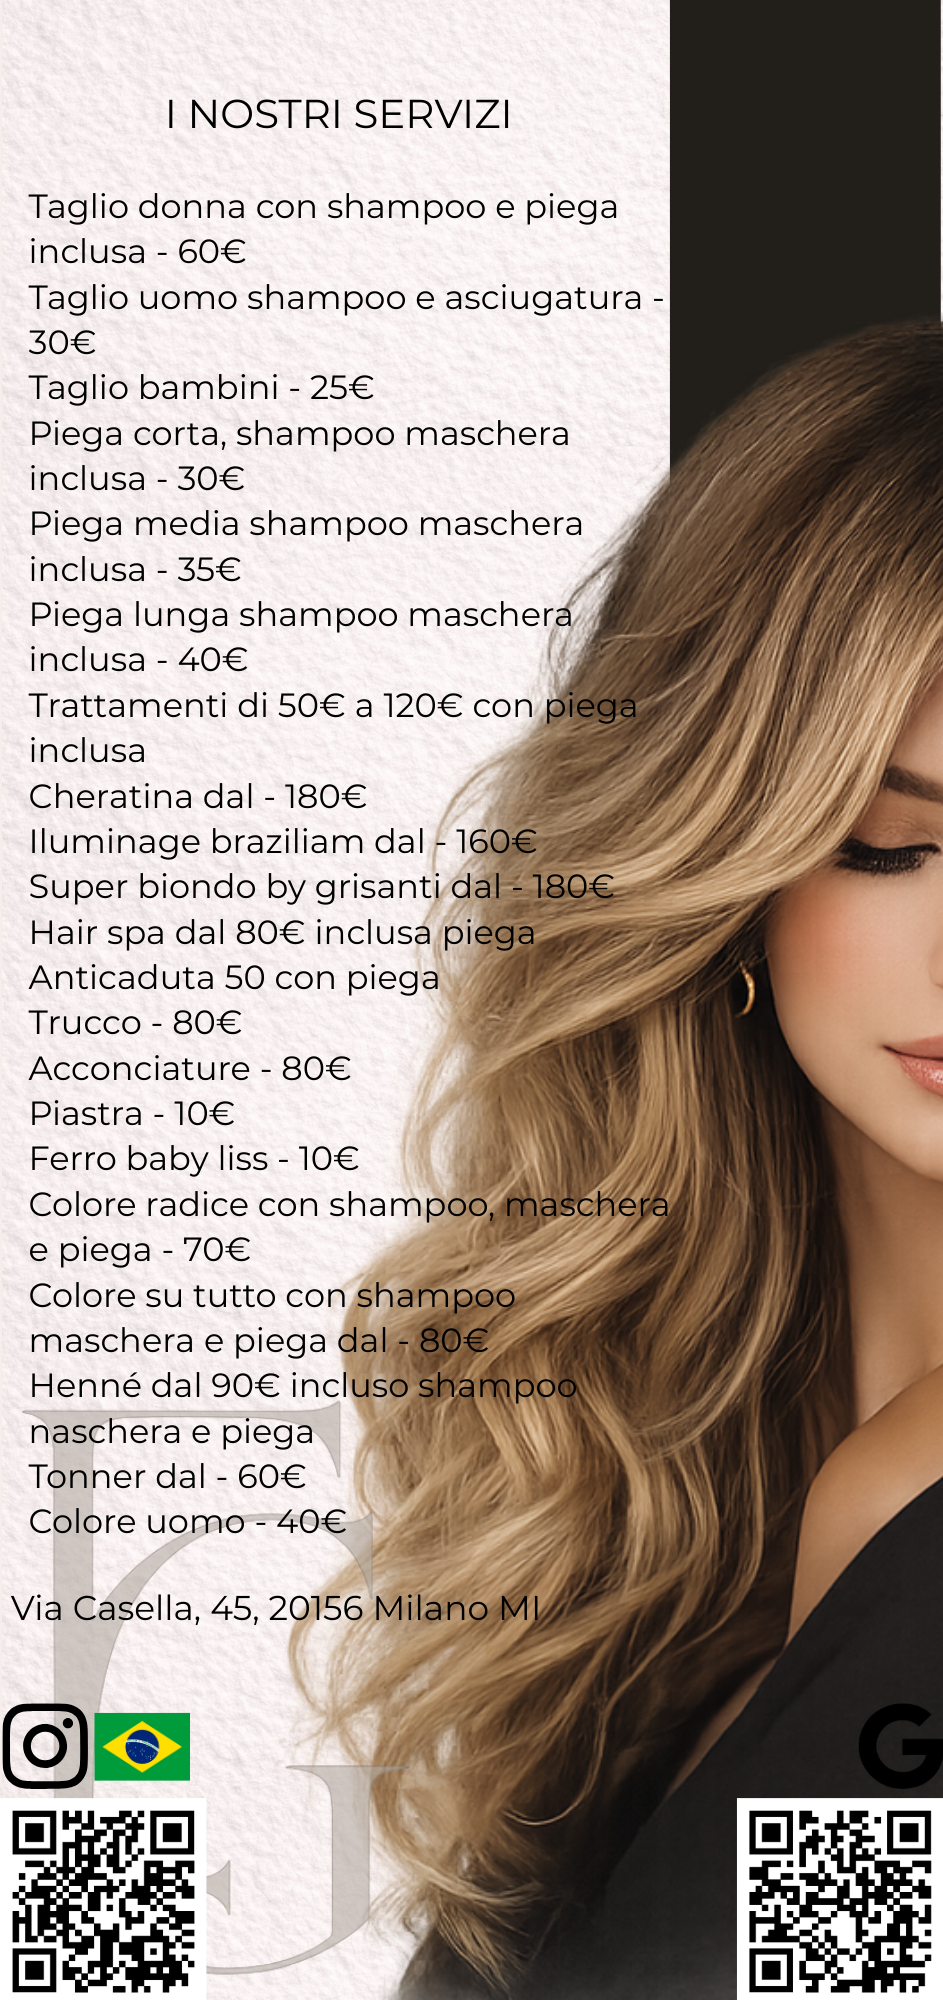 I NOSTRI SERVIZI
Taglio donna con shampoo e piega
inclusa - 60€
Taglio uomo shampoo e asciugatura -
30€
Taglio bambini - 25€
Piega corta, shampoo maschera
inclusa - 30€
Piega media shampoo maschera
inclusa - 35€
Piega lunga shampoo maschera
inclusa - 40€
Trattamenti di 50€ a 120€ con piega
inclusa
Cheratina dal - 180€
Iluminage braziliam dal - 160€
Super biondo by grisanti dal - 180€
Hair spa dal 80€ inclusa piega
Anticaduta 50 con piega
Trucco - 80€
Acconciature - 80€
Piastra - 10€
Ferro baby liss - 10€
Colore radice con shampoo, maschera
e piega - 70€
Colore su tutto con shampoo
maschera e piega dal - 80€
Henné dal 90€ incluso shampoo
naschera e piega
Tonner dal - 60€
Colore uomo - 40€
Via Casella, 45, 20156 Milano MI
G